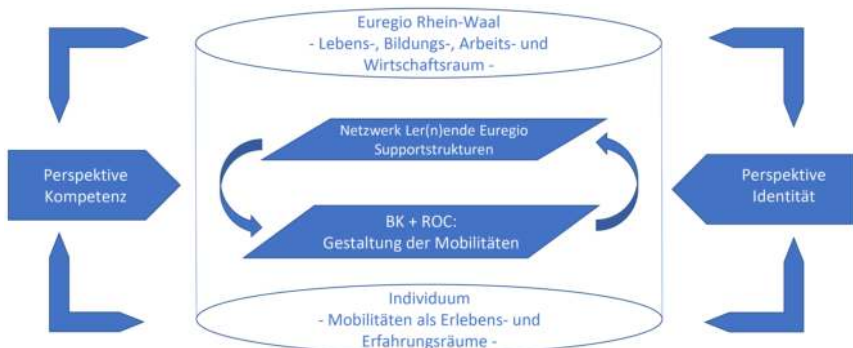 Euregio Rhein-Waal
- Lebens-, Bildungs-, Arbeits- und
Wirtschaftsraum -
Netzwerk Ler(n)ende Euregio
Supportstrukturen
Perspektive
Kompetenz
Perspektive
Identität
BK + ROC:
Gestaltung der Mobilitäten
Individuum
- Mobilitäten als Erlebens- und
Erfahrungsräume -